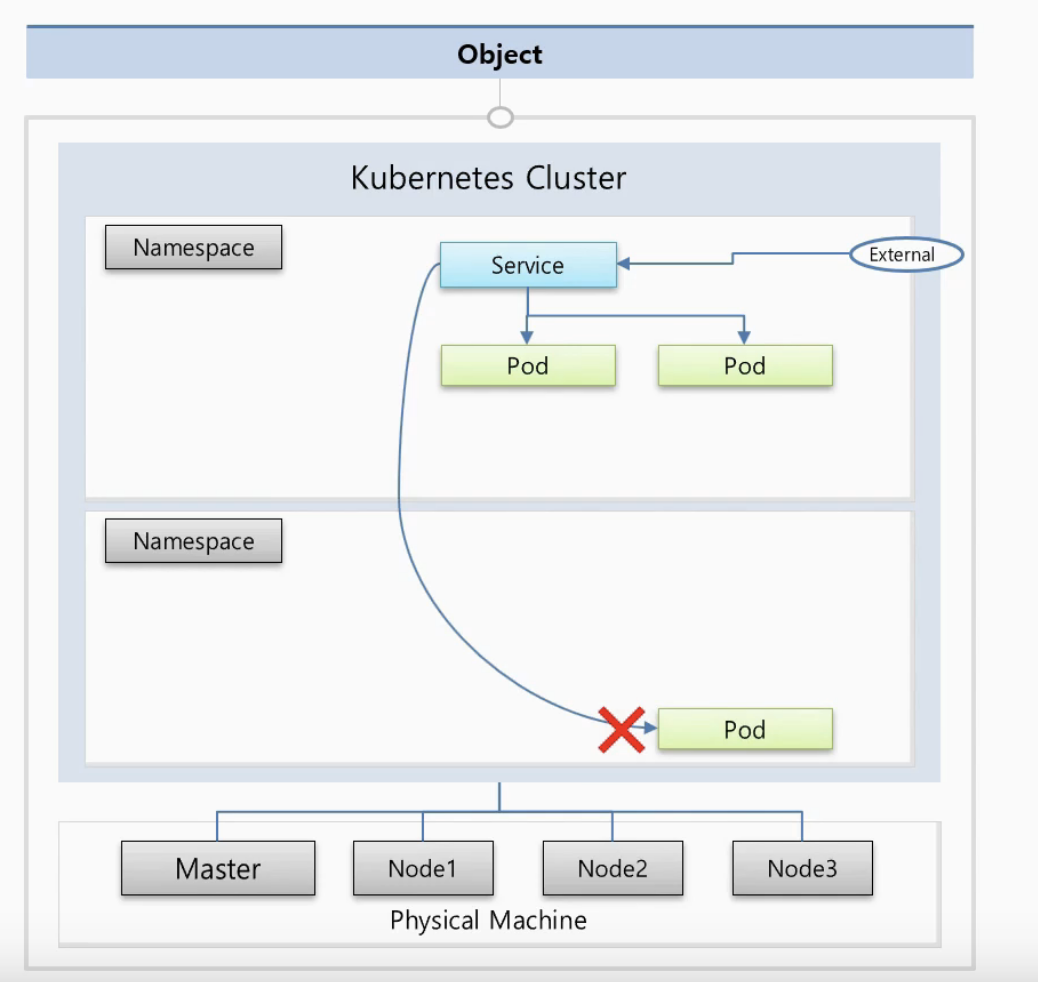 Object
Kubernetes Cluster
Namespace
Service
External
Pod
Pod
Namespace
Pod
Master
Node1
Node2
Node3
Physical Machine